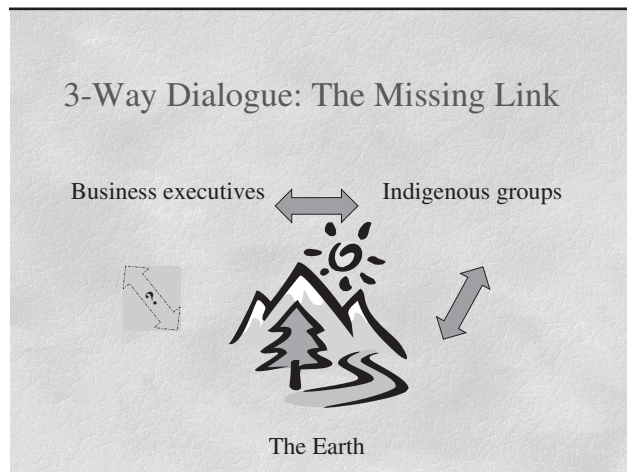 3-Way Dialogue: The Missing Link
Business executives
Indigenous groups
?
The Earth